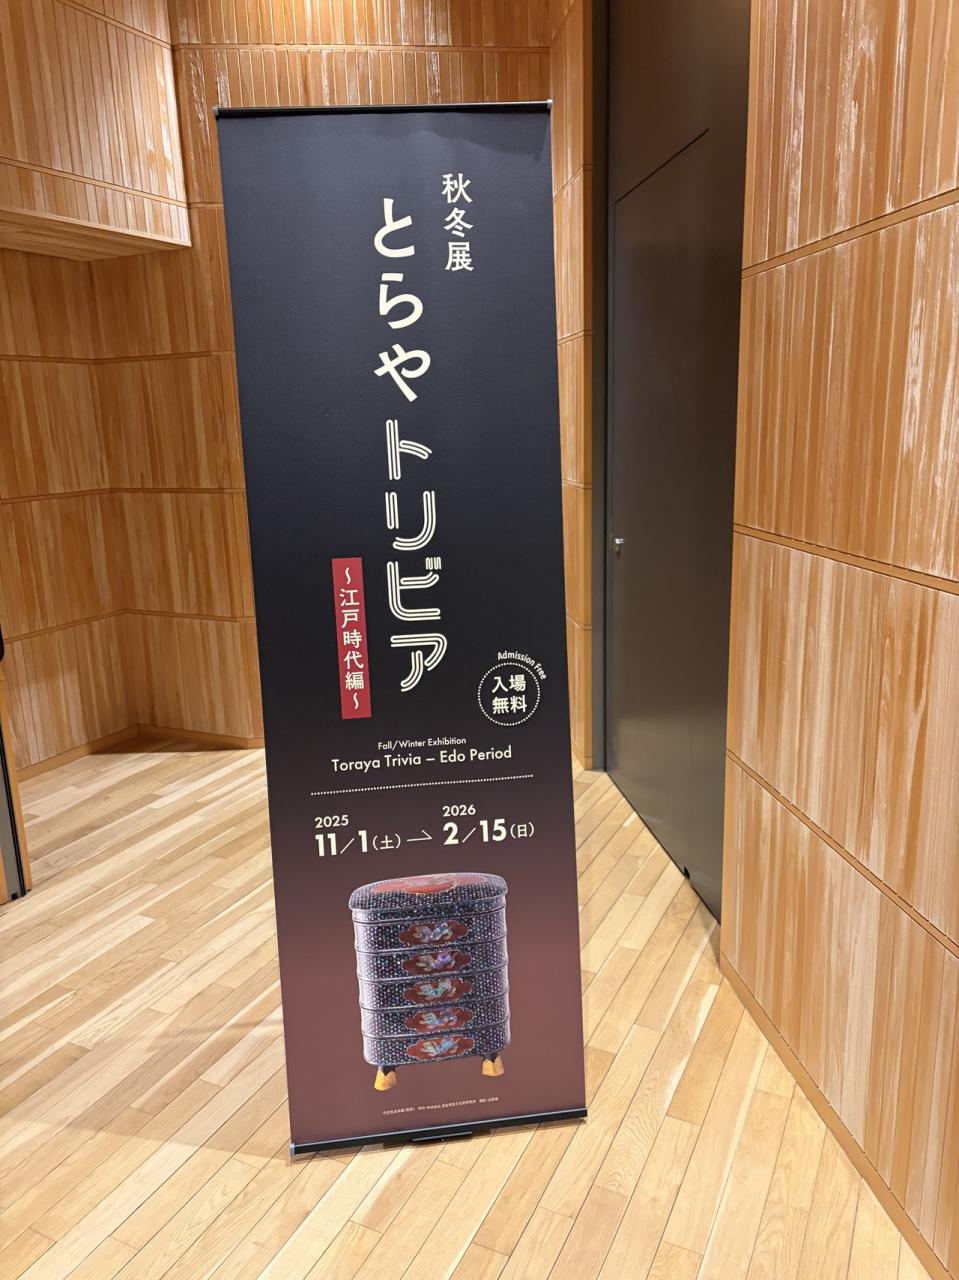 秋冬展
とらや トリビア
～江戸時代編～
Admission Free
入場
無料
Fall/Winter Exhibition
Toraya Trivia – Edo Period
2025
11/1(土)→
2026
2/15(日)